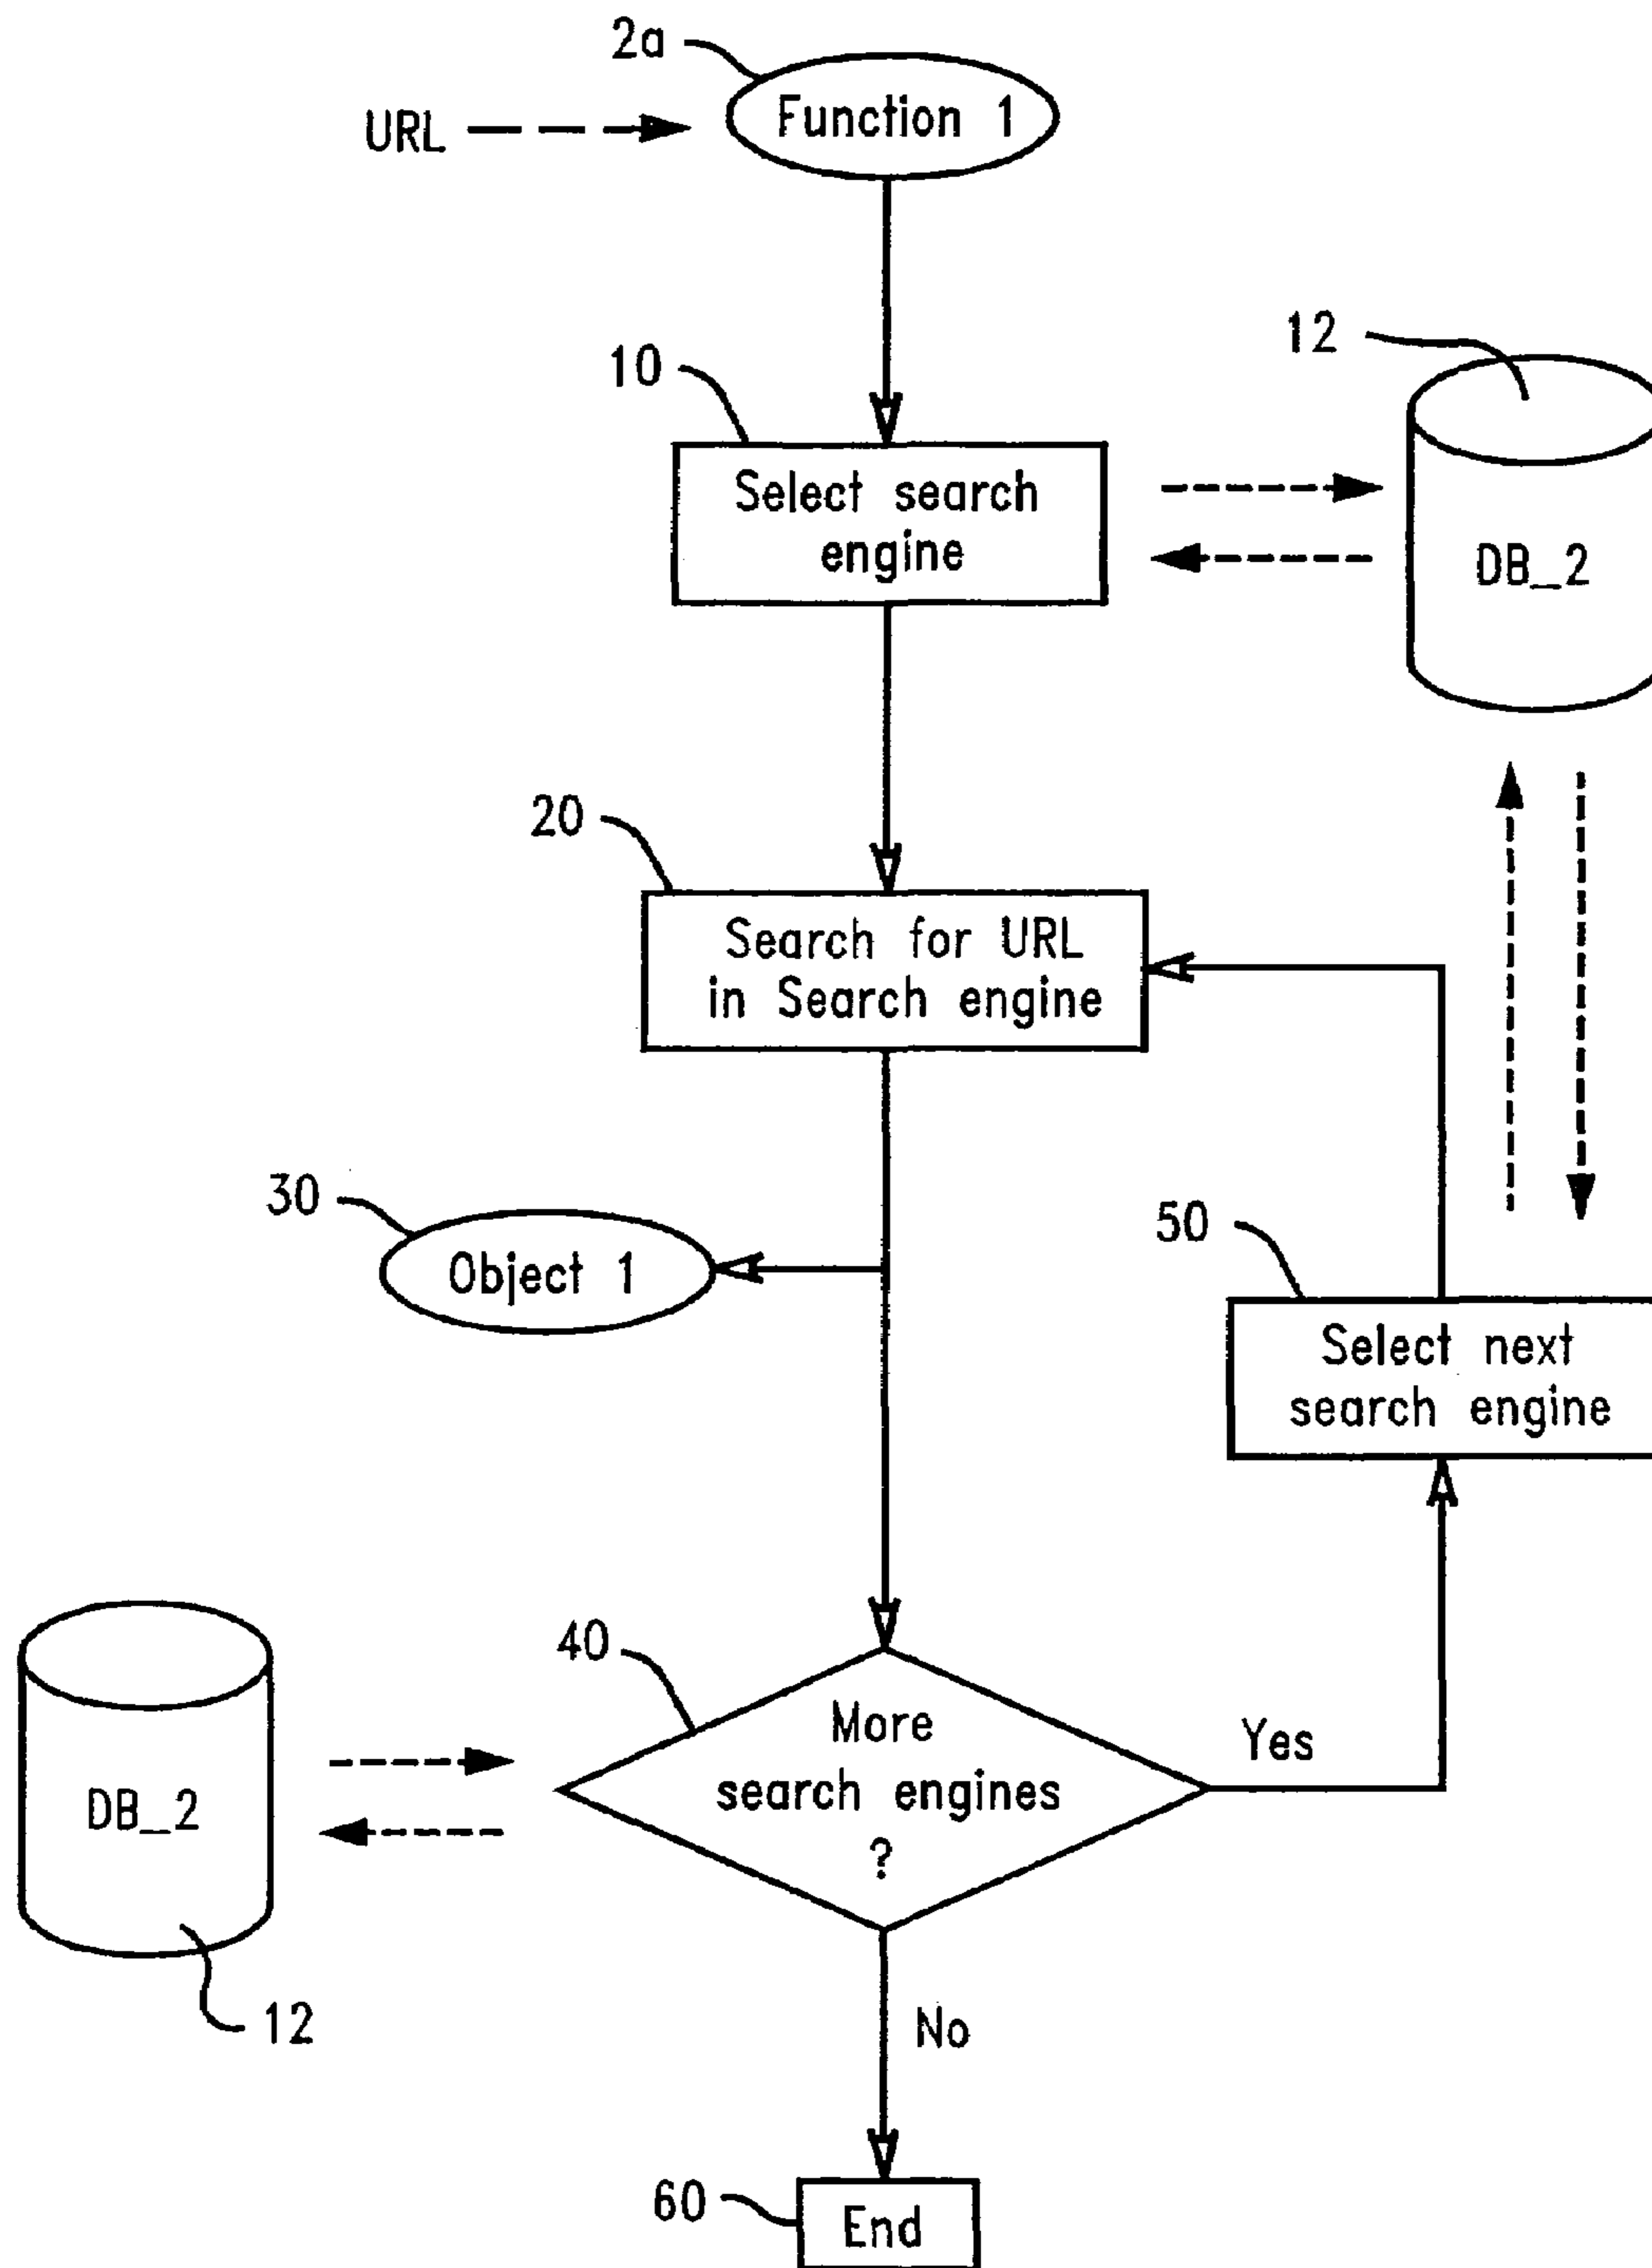 2a
URL
Function 1
12
10
Select search
engine
DB_2
20
Search for URL
in Search engine
30
Object 1
50
Select next
search engine
40
More
search engines
?
Yes
DB_2
12
No
60
End